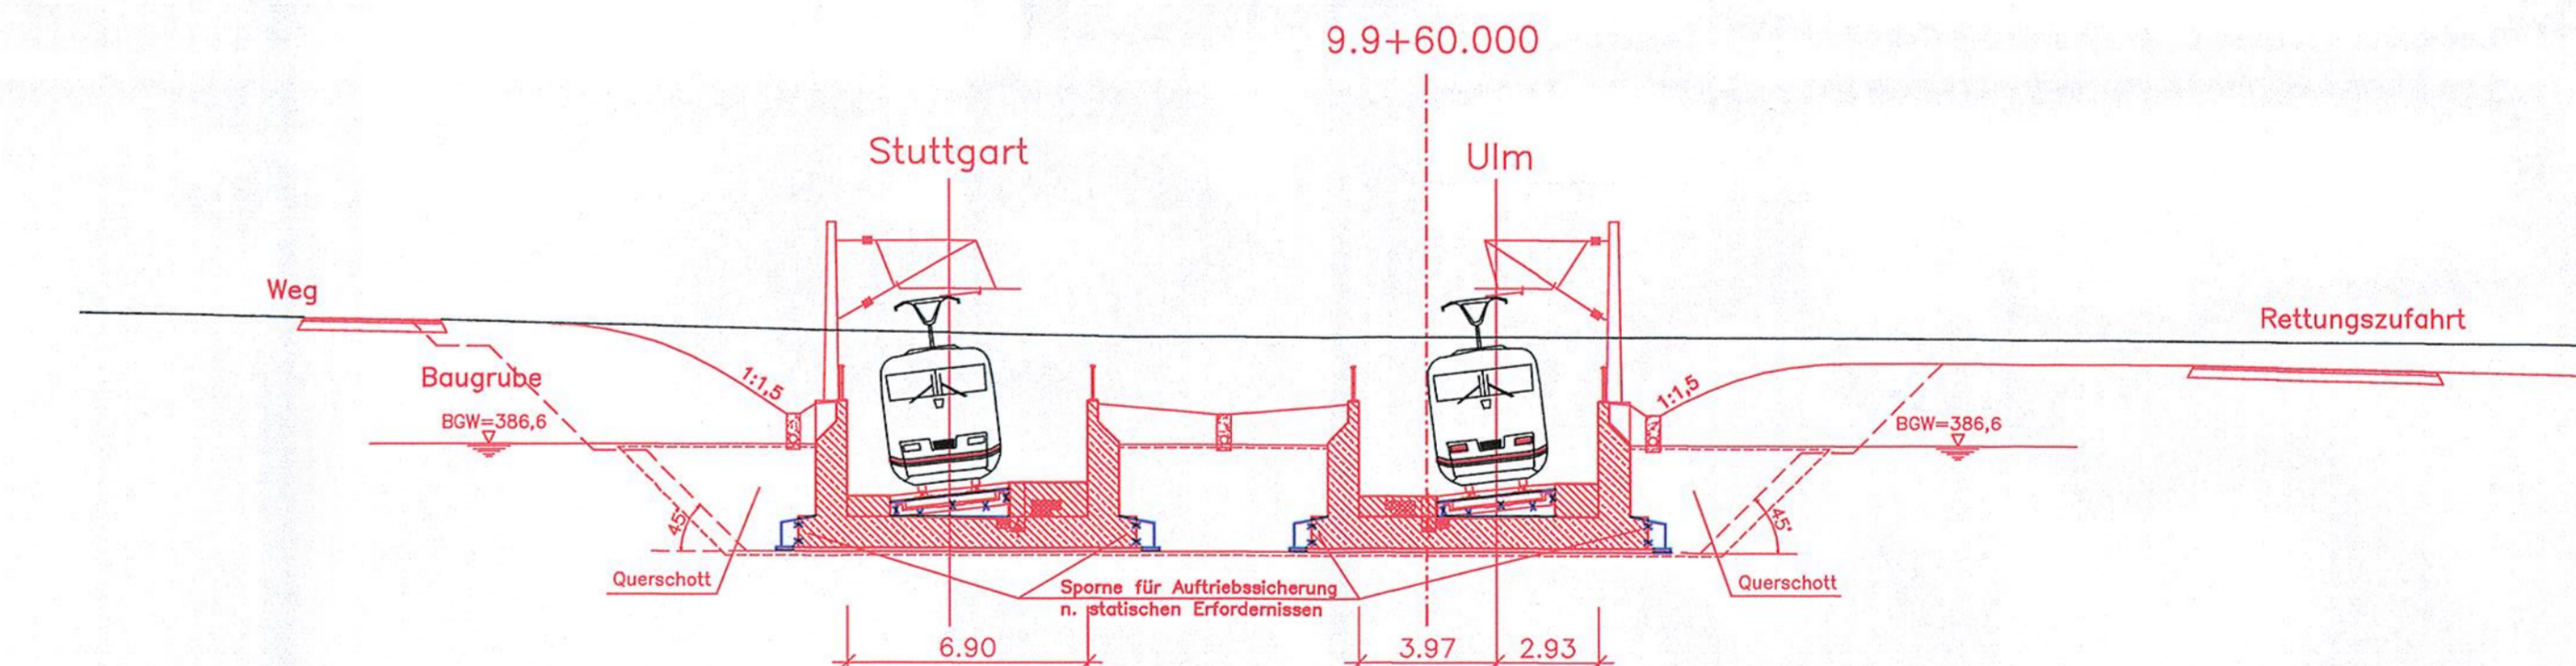 9.9+60.000
Stuttgart
Ulm
Weg
Rettungszufahrt
Baugrube
1:1,5
1:1,5
BGW=386,6
BGW=386,6
45°
45°
Querschott
Querschott
Sporne für Auftriebssicherung
n. statischen Erfordernissen
6.90
3.97
2.93